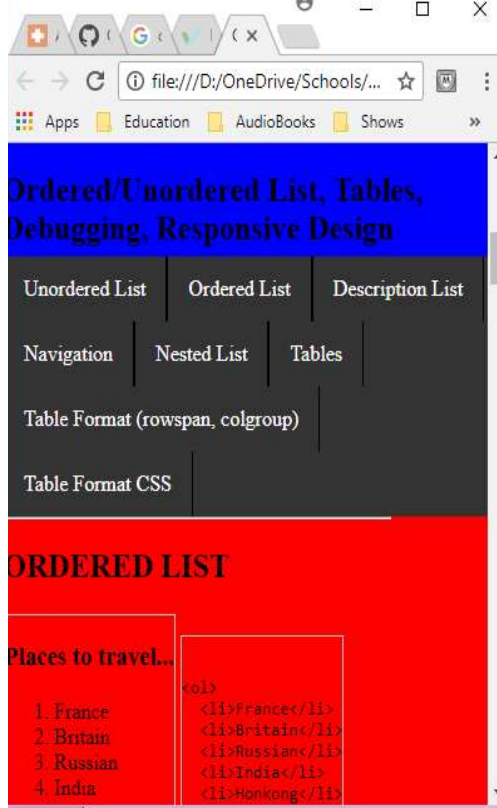 file:///D:/OneDrive/Schools/...
Apps Education AudioBooks Shows »
Ordered/Unordered List, Tables,
Debugging, Responsive Design
Unordered List Ordered List Description List
Navigation Nested List Tables
Table Format (rowspan, colgroup)
Table Format CSS
ORDERED LIST
Places to travel...
1. France
2. Britain
3. Russian
4. India
<ol>
<li>France</li>
<li>Britain</li>
<li>Russian</li>
<li>India</li>
<li>Honkong</li>